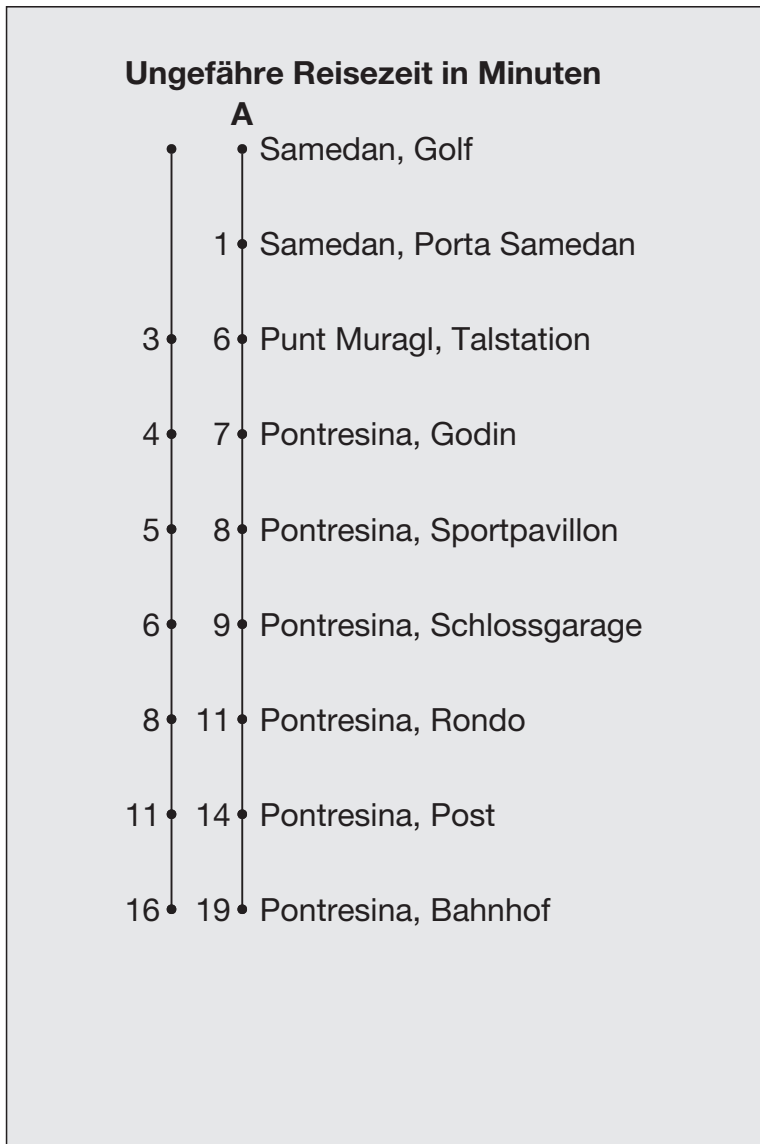 Ungefähre Reisezeit in Minuten
A
Samedan, Golf
1 Samedan, Porta Samedan
3 6 Punt Muragl, Talstation
4 7 Pontresina, Godin
5 8 Pontresina, Sportpavillon
6 9 Pontresina, Schlossgarage
8 11 Pontresina, Rondo
11 14 Pontresina, Post
16 19 Pontresina, Bahnhof